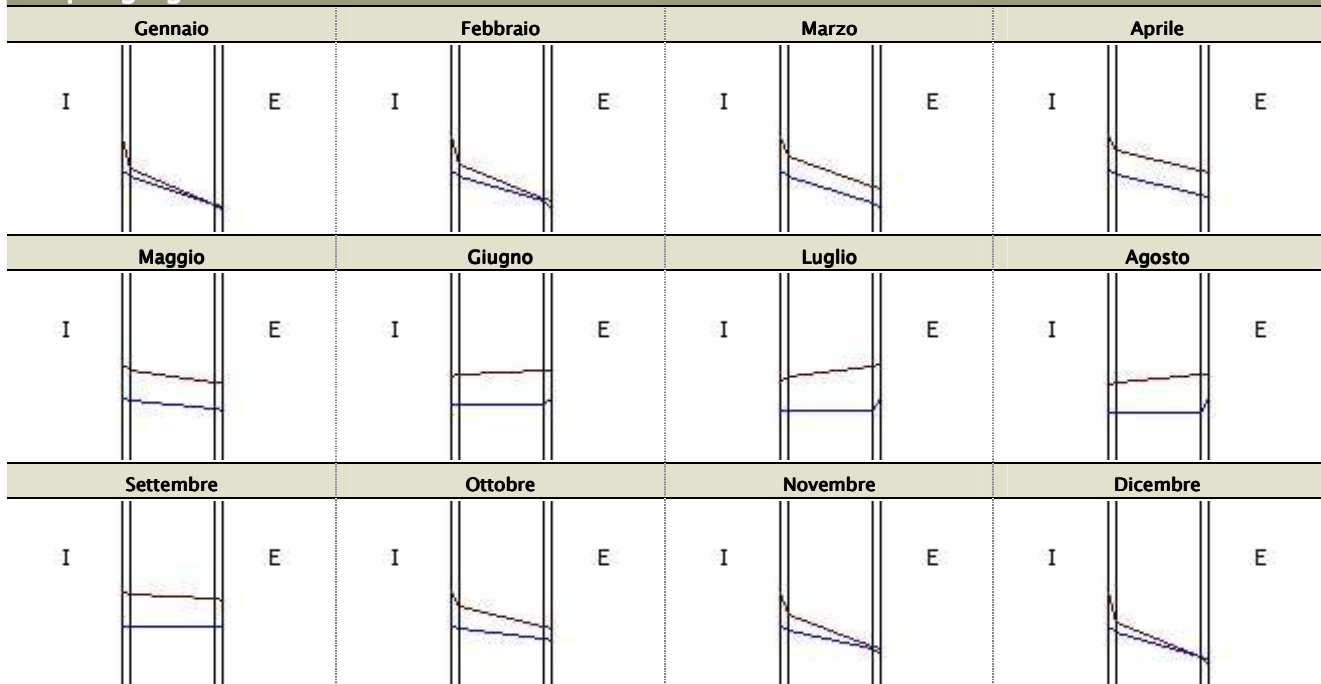 Gennaio Febbraio Marzo Aprile
I E I E I E I E
Maggio Giugno Luglio Agosto
I E I E I E I E
Settembre Ottobre Novembre Dicembre
I E I E I E I E